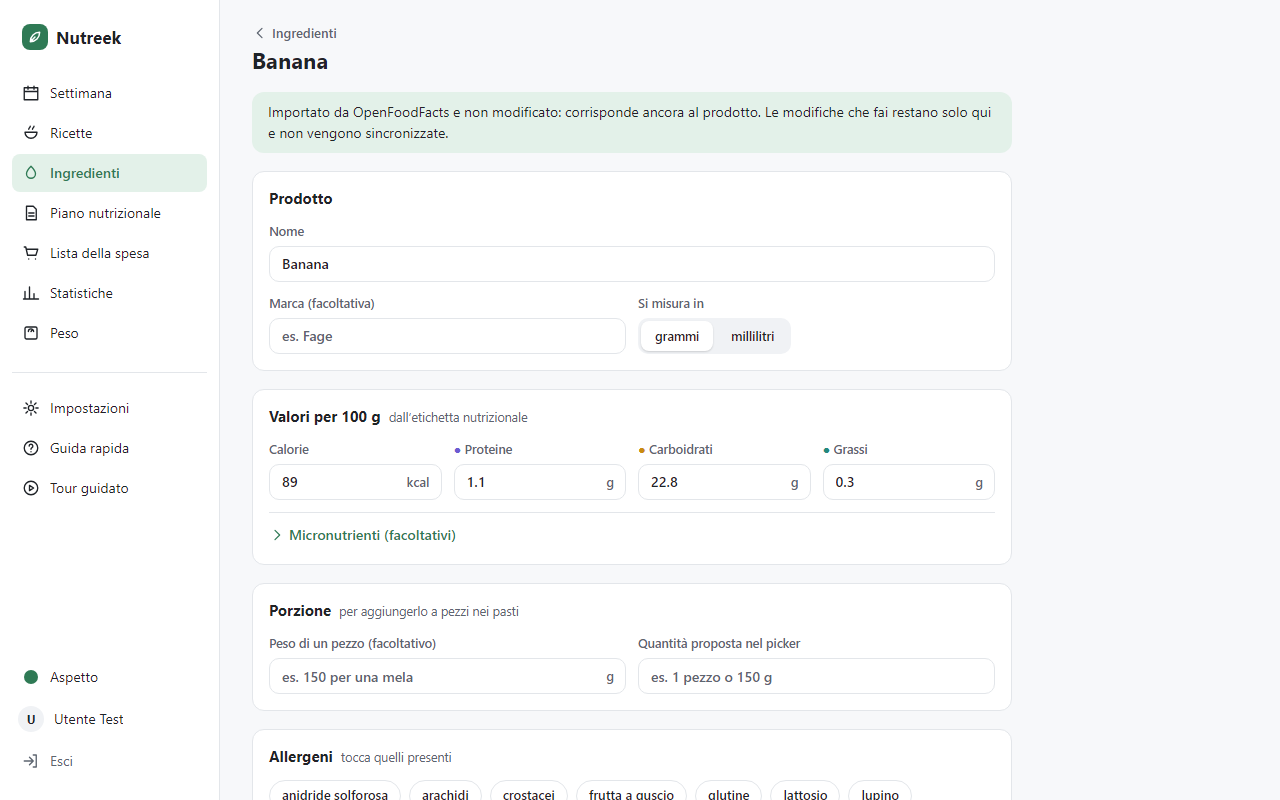 Nutreek
Settimana
Ricette
Ingredienti
Piano nutrizionale
Lista della spesa
Statistiche
Peso
Impostazioni
Guida rapida
Tour guidato
Aspetto
U Utente Test
Esci
Ingredienti
Banana
Importato da OpenFoodFacts e non modificato: corrisponde ancora al prodotto. Le modifiche che fai restano solo qui
e non vengono sincronizzate.
Prodotto
Nome
Banana
Marca (facoltativa) Si misura in
es. Fage grammi millilitri
Valori per 100 g dall'etichetta nutrizionale
Calorie Proteine Carboidrati Grassi
89 kcal 1.1 g 22.8 g 0.3 g
Micronutrienti (facoltativi)
Porzione per aggiungerlo a pezzi nei pasti
Peso di un pezzo (facoltativo) Quantità proposta nel picker
es. 150 per una mela g es. 1 pezzo o 150 g
Allergeni tocca quelli presenti
anidride solforosa arachidi crostacei frutta a guscio glutine lattosio lupino